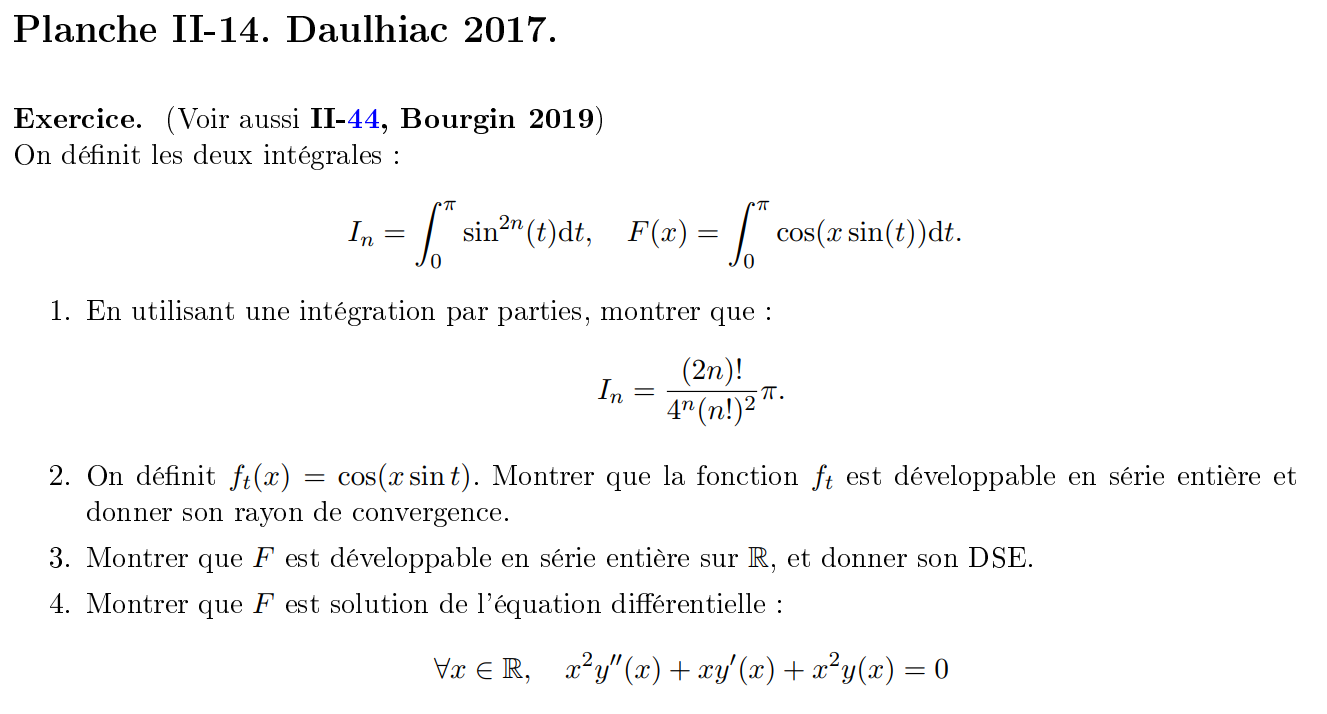 Planche II-14. Daulhiac 2017.
Exercice. (Voir aussi II-44, Bourgin 2019)
On définit les deux intégrales :
$I_n = \int_0^\pi \sin^{2n}(t)\mathrm{d}t, \quad F(x) = \int_0^\pi \cos(x\sin(t))\mathrm{d}t.$
1. En utilisant une intégration par parties, montrer que :
$I_n = \frac{(2n)!}{4^n(n!)^2}\pi.$
2. On définit $f_t(x) = \cos(x\sin t)$. Montrer que la fonction $f_t$ est développable en série entière et
donner son rayon de convergence.
3. Montrer que $F$ est développable en série entière sur $\mathbb{R}$, et donner son DSE.
4. Montrer que $F$ est solution de l'équation différentielle :
$\forall x \in \mathbb{R}, \quad x^2y''(x) + xy'(x) + x^2y(x) = 0$